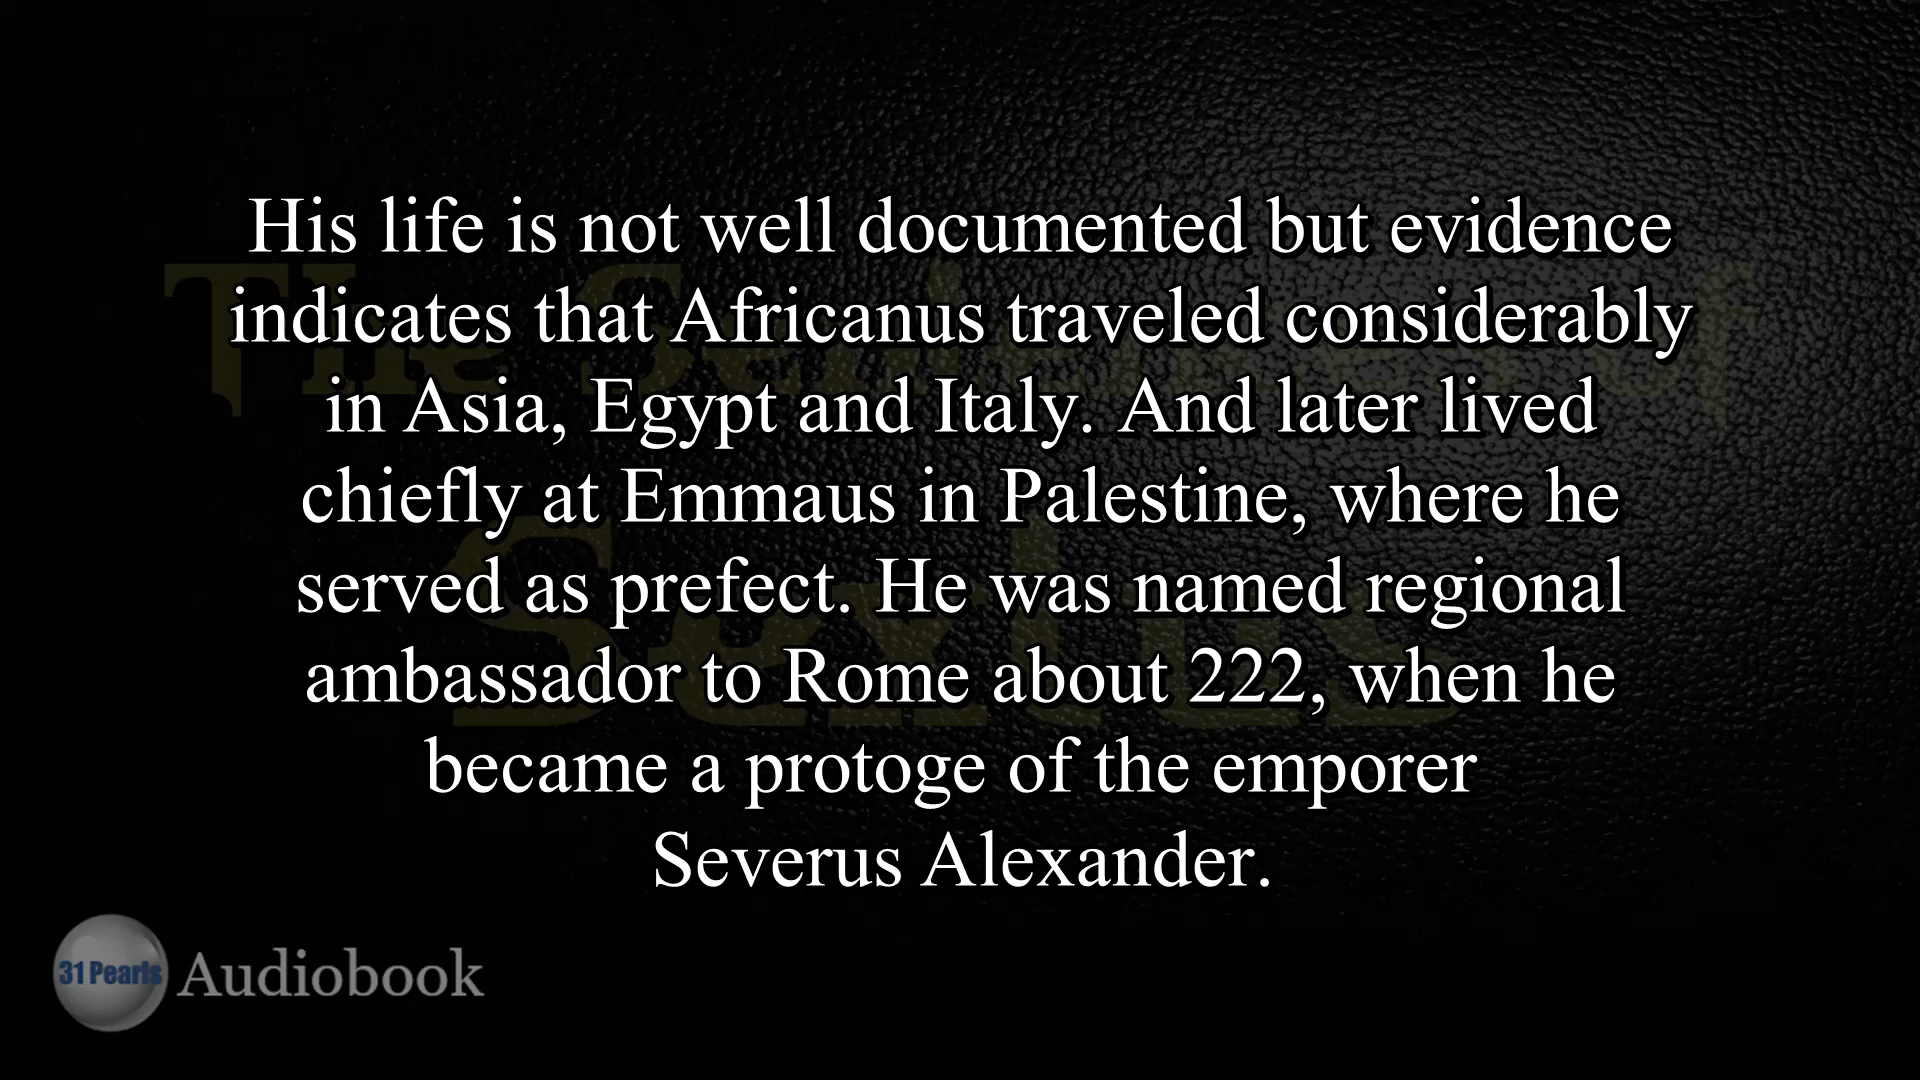 His life is not well documented but evidence
indicates that Africanus traveled considerably
in Asia, Egypt and Italy. And later lived
chiefly at Emmaus in Palestine, where he
served as prefect. He was named regional
ambassador to Rome about 222, when he
became a protoge of the emporer
Severus Alexander.
31 Pearls Audiobook